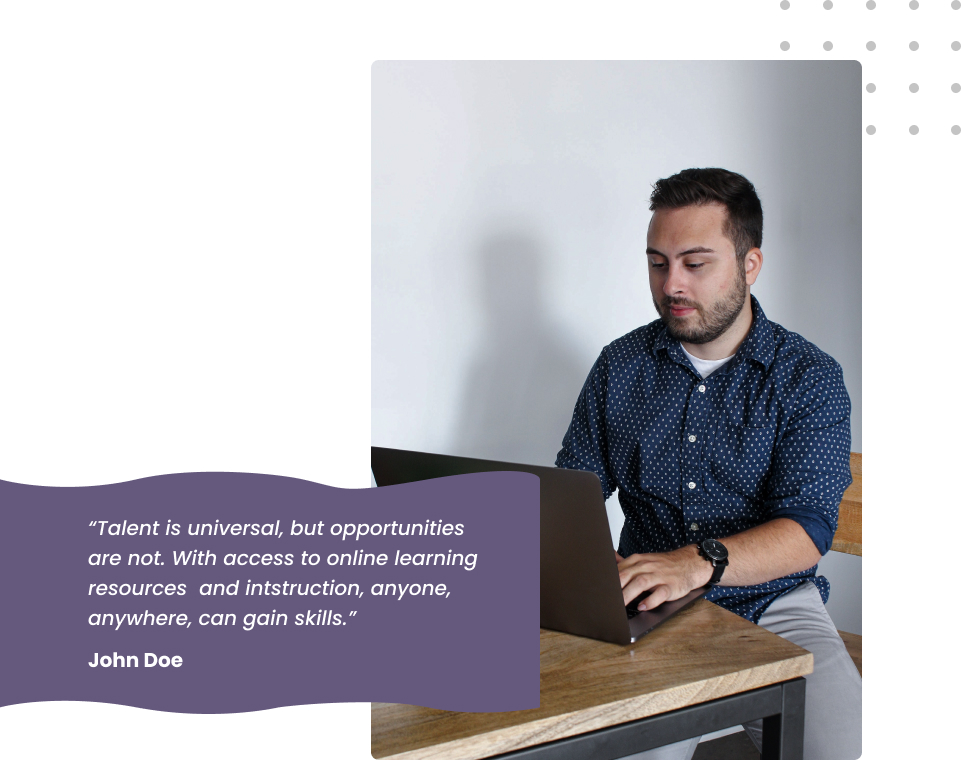 “Talent is universal, but opportunities
are not. With access to online learning
resources  and intstruction, anyone,
anywhere, can gain skills.”
John Doe